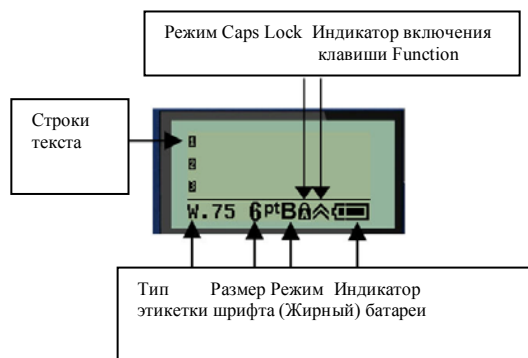 Режим Caps Lock Индикатор включения
клавиши Function
Строки
текста
1
2
3
W.75 6ptB
Тип Размер Режим Индикатор
этикетки шрифта (Жирный) батареи